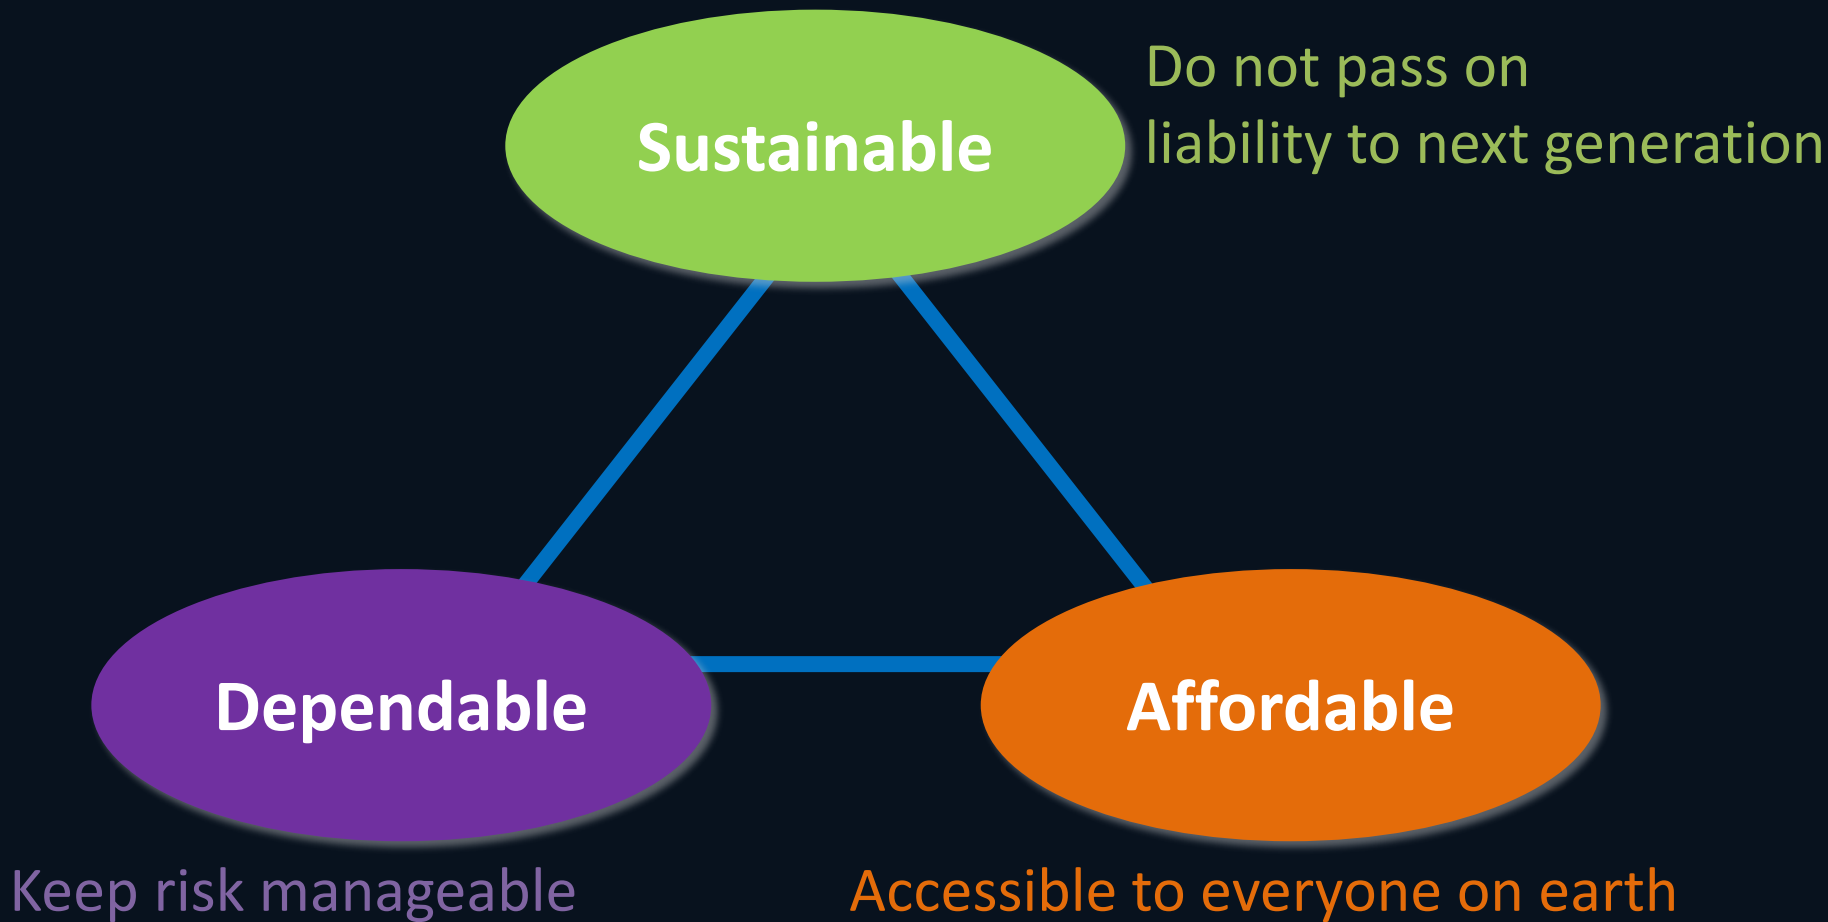 Do not pass on
liability to next generation
Sustainable
Dependable
Affordable
Keep risk manageable
Accessible to everyone on earth